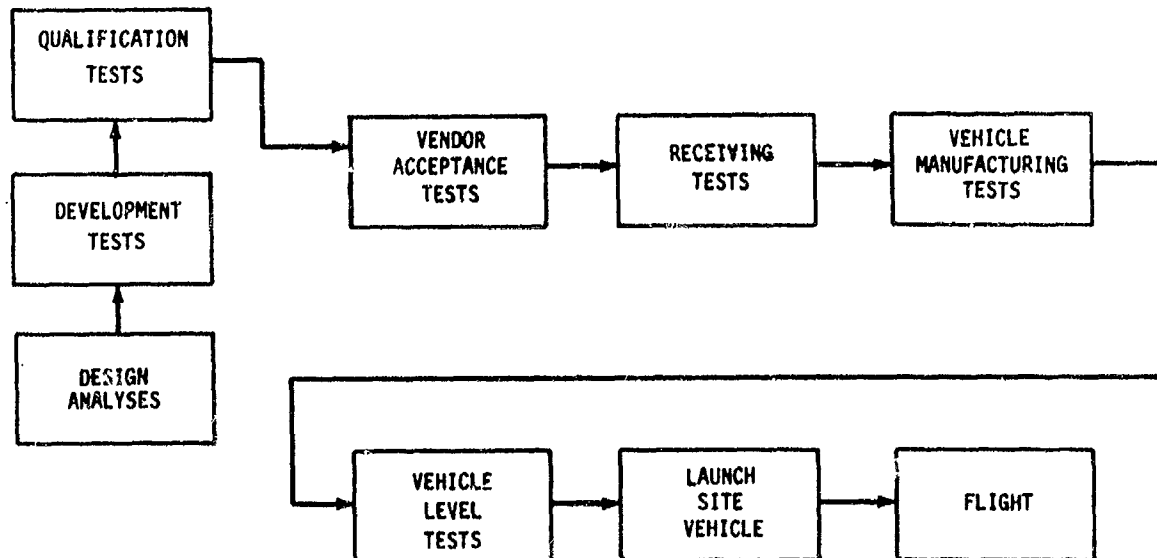 QUALIFICATION
TESTS
DEVELOPMENT
TESTS
DESIGN
ANALYSES
VENDOR
ACCEPTANCE
TESTS
RECEIVING
TESTS
VEHICLE
MANUFACTURING
TESTS
VEHICLE
LEVEL
TESTS
LAUNCH
SITE
VEHICLE
FLIGHT